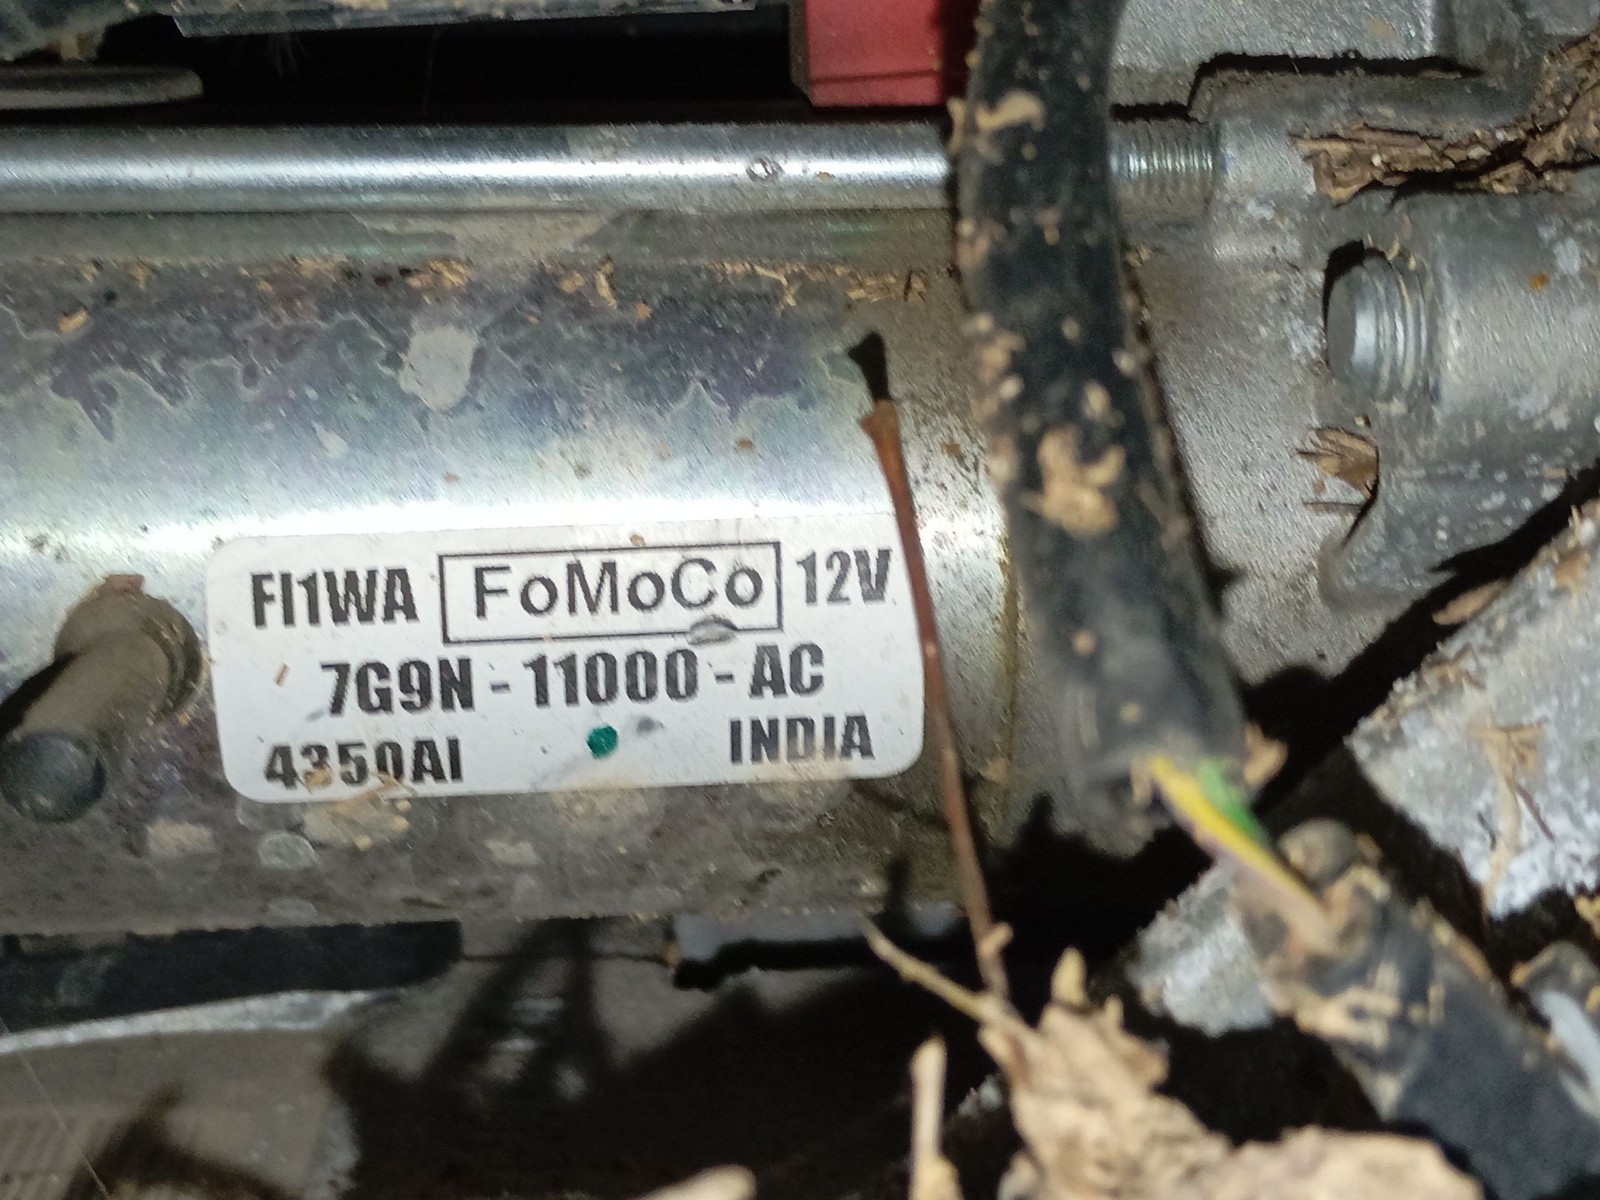 FI1WA FoMoCo 12V
7G9N - 11000 - AC
4350AI INDIA